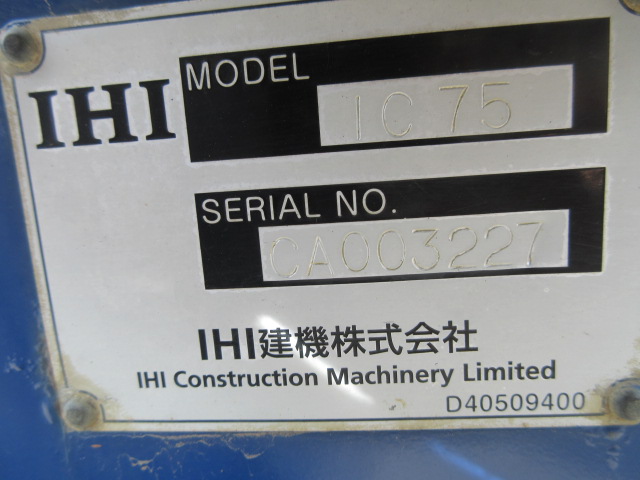 IHI
MODEL
IC 75
SERIAL NO.
CA003227
IHI建機株式会社
IHI Construction Machinery Limited
D40509400